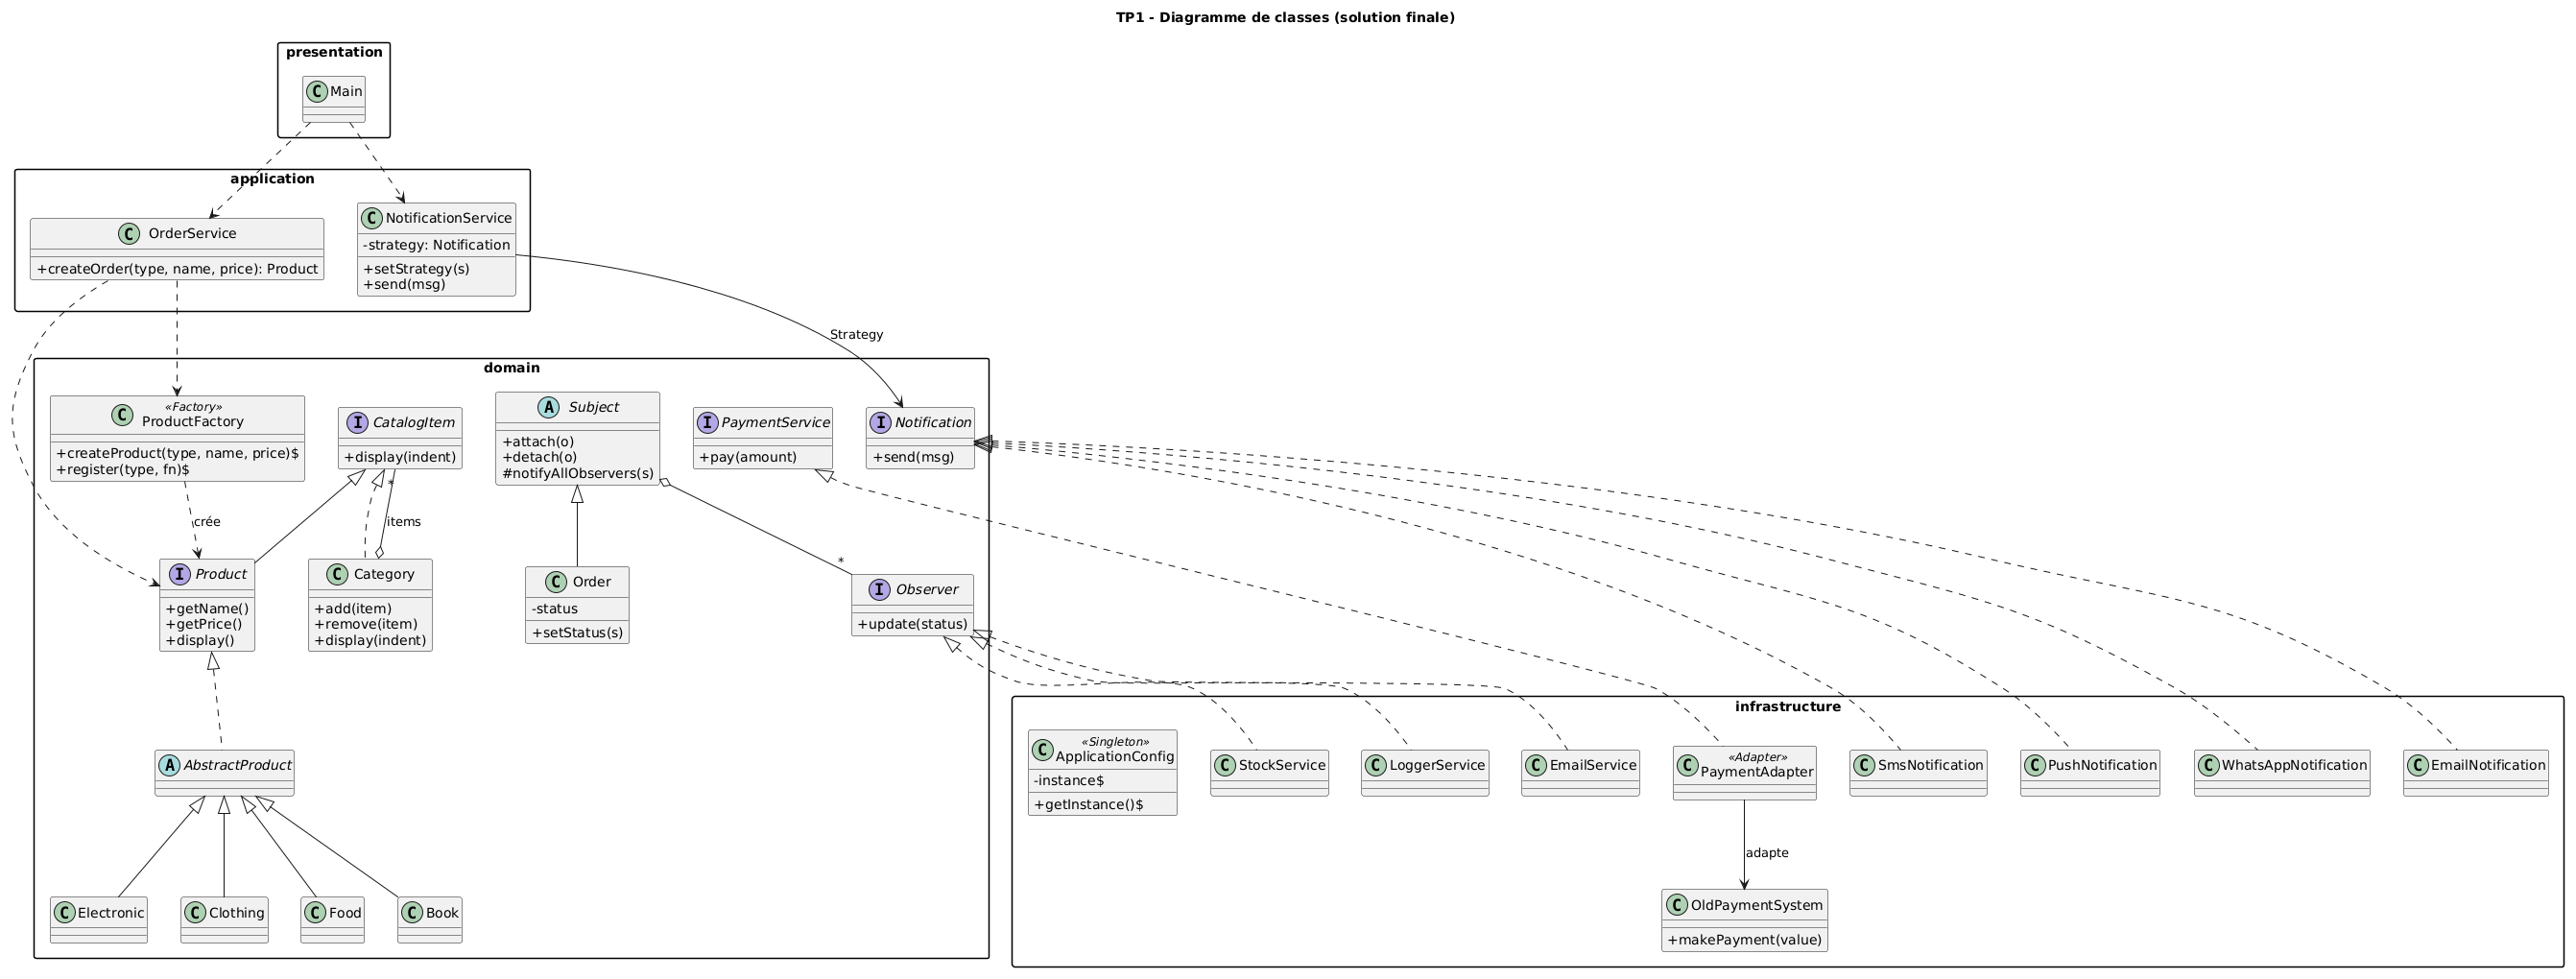 TP1 - Diagramme de classes (solution finale)
presentation
C Main
application
C OrderService
+createOrder(type, name, price): Product
C NotificationService
-strategy: Notification
+setStrategy(s)
+send(msg)
Strategy
domain
C «Factory»
ProductFactory
+createProduct(type, name, price)$
+register(type, fn)$
I CatalogItem
+display(indent)
A Subject
+attach(o)
+detach(o)
#notifyAllObservers(s)
I PaymentService
+pay(amount)
I Notification
+send(msg)
*
crée
items
*
I Product
+getName()
+getPrice()
+display()
C Category
+add(item)
+remove(item)
+display(indent)
C Order
-status
+setStatus(s)
I Observer
+update(status)
A AbstractProduct
C Electronic
C Clothing
C Food
C Book
infrastructure
C «Singleton»
ApplicationConfig
-instance$
+getInstance()$
C StockService
C LoggerService
C EmailService
C «Adapter»
PaymentAdapter
C SmsNotification
C PushNotification
C WhatsAppNotification
C EmailNotification
adapte
C OldPaymentSystem
+makePayment(value)